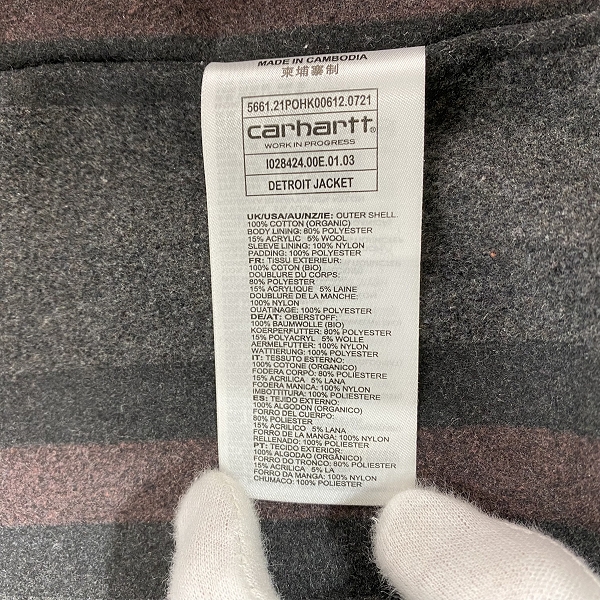 MADE IN CAMBODIA
柬埔寨制
5661.21POHK00612.0721
carhartt®
WORK IN PROGRESS
I028424.00E.01.03
DETROIT JACKET
UK/USA/AU/NZ/IE: OUTER SHELL:
100% COTTON (ORGANIC)
BODY LINING: 80% POLYESTER
15% ACRYLIC 5% WOOL
SLEEVE LINING: 100% NYLON
PADDING: 100% POLYESTER
FR: TISSU EXTERIEUR:
100% COTON (BIO)
DOUBLURE DU CORPS:
80% POLYESTER
15% ACRYLIQUE 5% LAINE
DOUBLURE DE LA MANCHE:
100% NYLON
OUATINAGE: 100% POLYESTER
DE/AT: OBERSTOFF:
100% BAUMWOLLE (BIO)
KOERPERFUTTER: 80% POLYESTER
15% POLYACRYL 5% WOLLE
AERMELFUTTER: 100% NYLON
WATTIERUNG: 100% POLYESTER
IT: TESSUTO ESTERNO:
100% COTONE (ORGANICO)
FODERA CORPO: 80% POLIESTERE
15% ACRILICA 5% LANA
FODERA MANICA: 100% NYLON
IMBOTTITURA: 100% POLIESTERE
ES: TEJIDO EXTERNO:
100% ALGODON (ORGANICO)
FORRO DEL CUERPO:
80% POLIESTER
15% ACRILICO 5% LANA
FORRO DE LA MANGA: 100% NYLON
RELLENADO: 100% POLIESTER
PT: TECIDO EXTERIOR:
100% ALGODAO (ORGÂNICO)
FORRO DO TRONCO: 80% POLIÉSTER
15% ACRILICA 5% LA
FORRO DA MANGA: 100% NYLON
CHUMACO: 100% POLIÉSTER